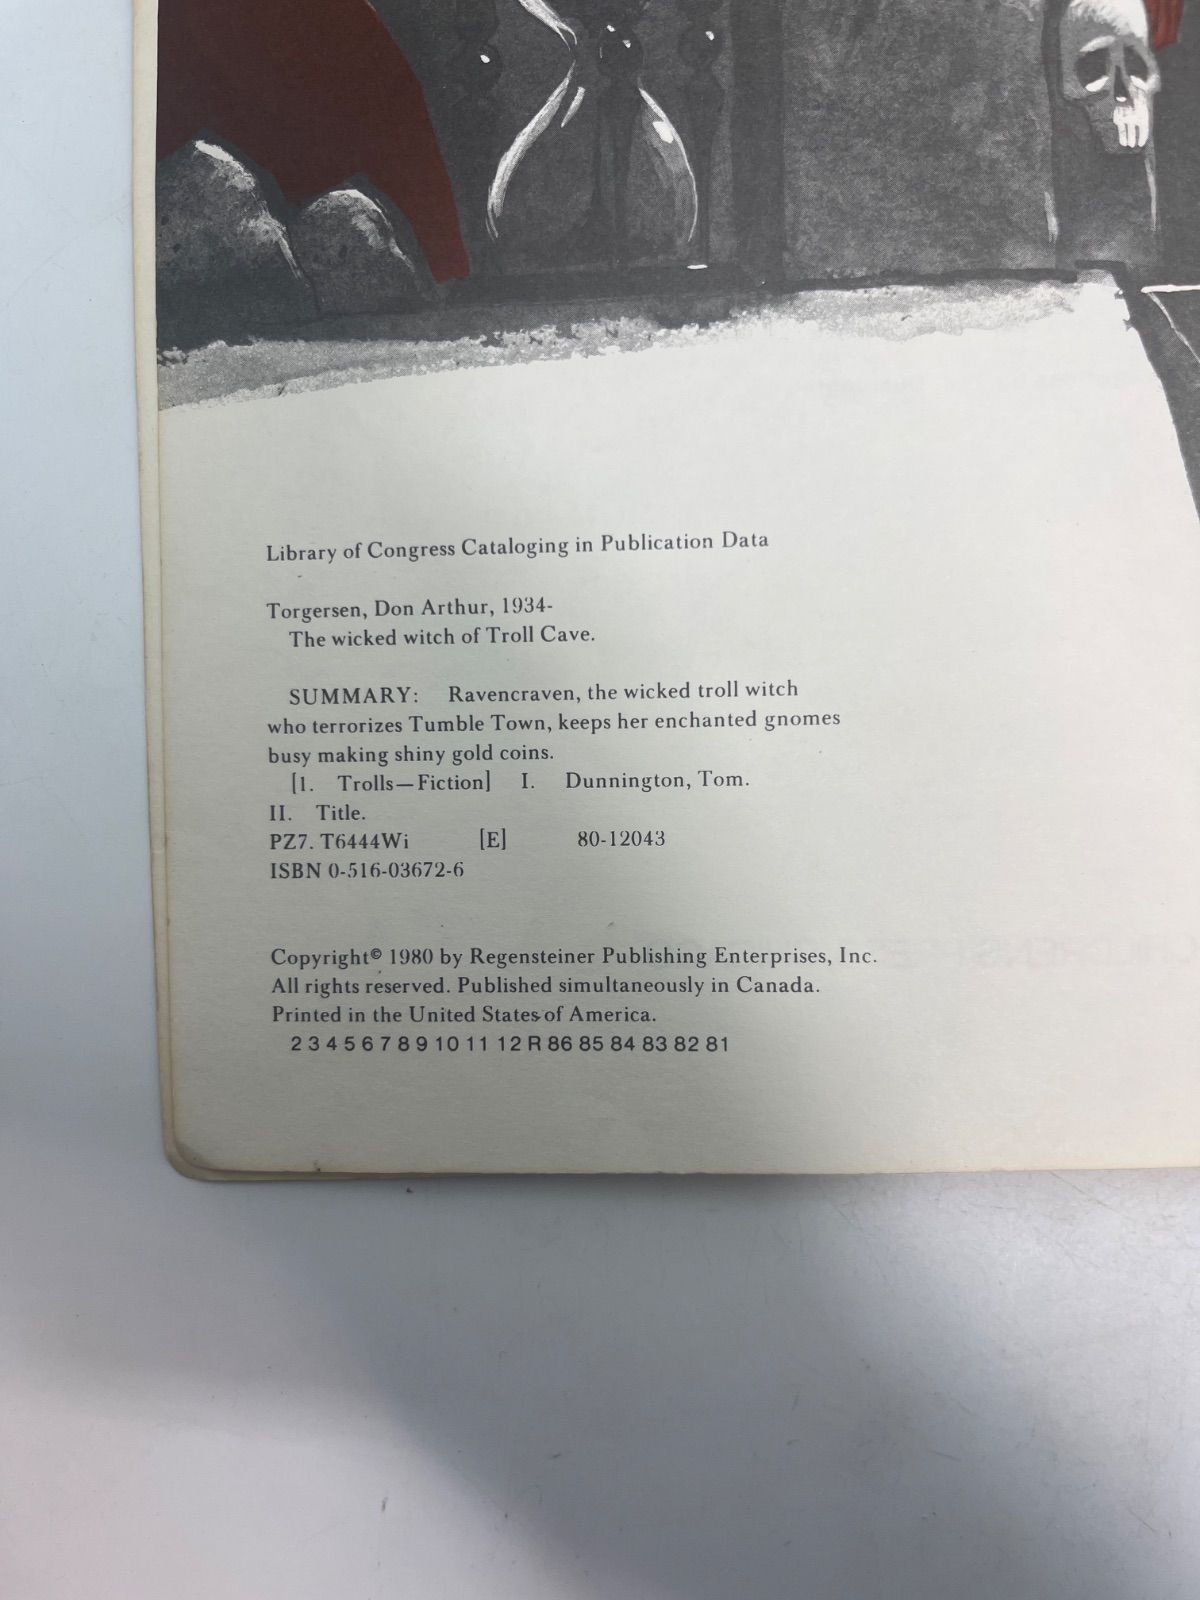 Library of Congress Cataloging in Publication Data
Torgersen, Don Arthur, 1934-
The wicked witch of Troll Cave.
SUMMARY: Ravencraven, the wicked troll witch
who terrorizes Tumble Town, keeps her enchanted gnomes
busy making shiny gold coins.
[1. Trolls—Fiction] I. Dunnington, Tom.
II. Title.
PZ7. T6444Wi [E] 80-12043
ISBN 0-516-03672-6
Copyright© 1980 by Regensteiner Publishing Enterprises, Inc.
All rights reserved. Published simultaneously in Canada.
Printed in the United States of America.
2 3 4 5 6 7 8 9 10 11 12 R 86 85 84 83 82 81